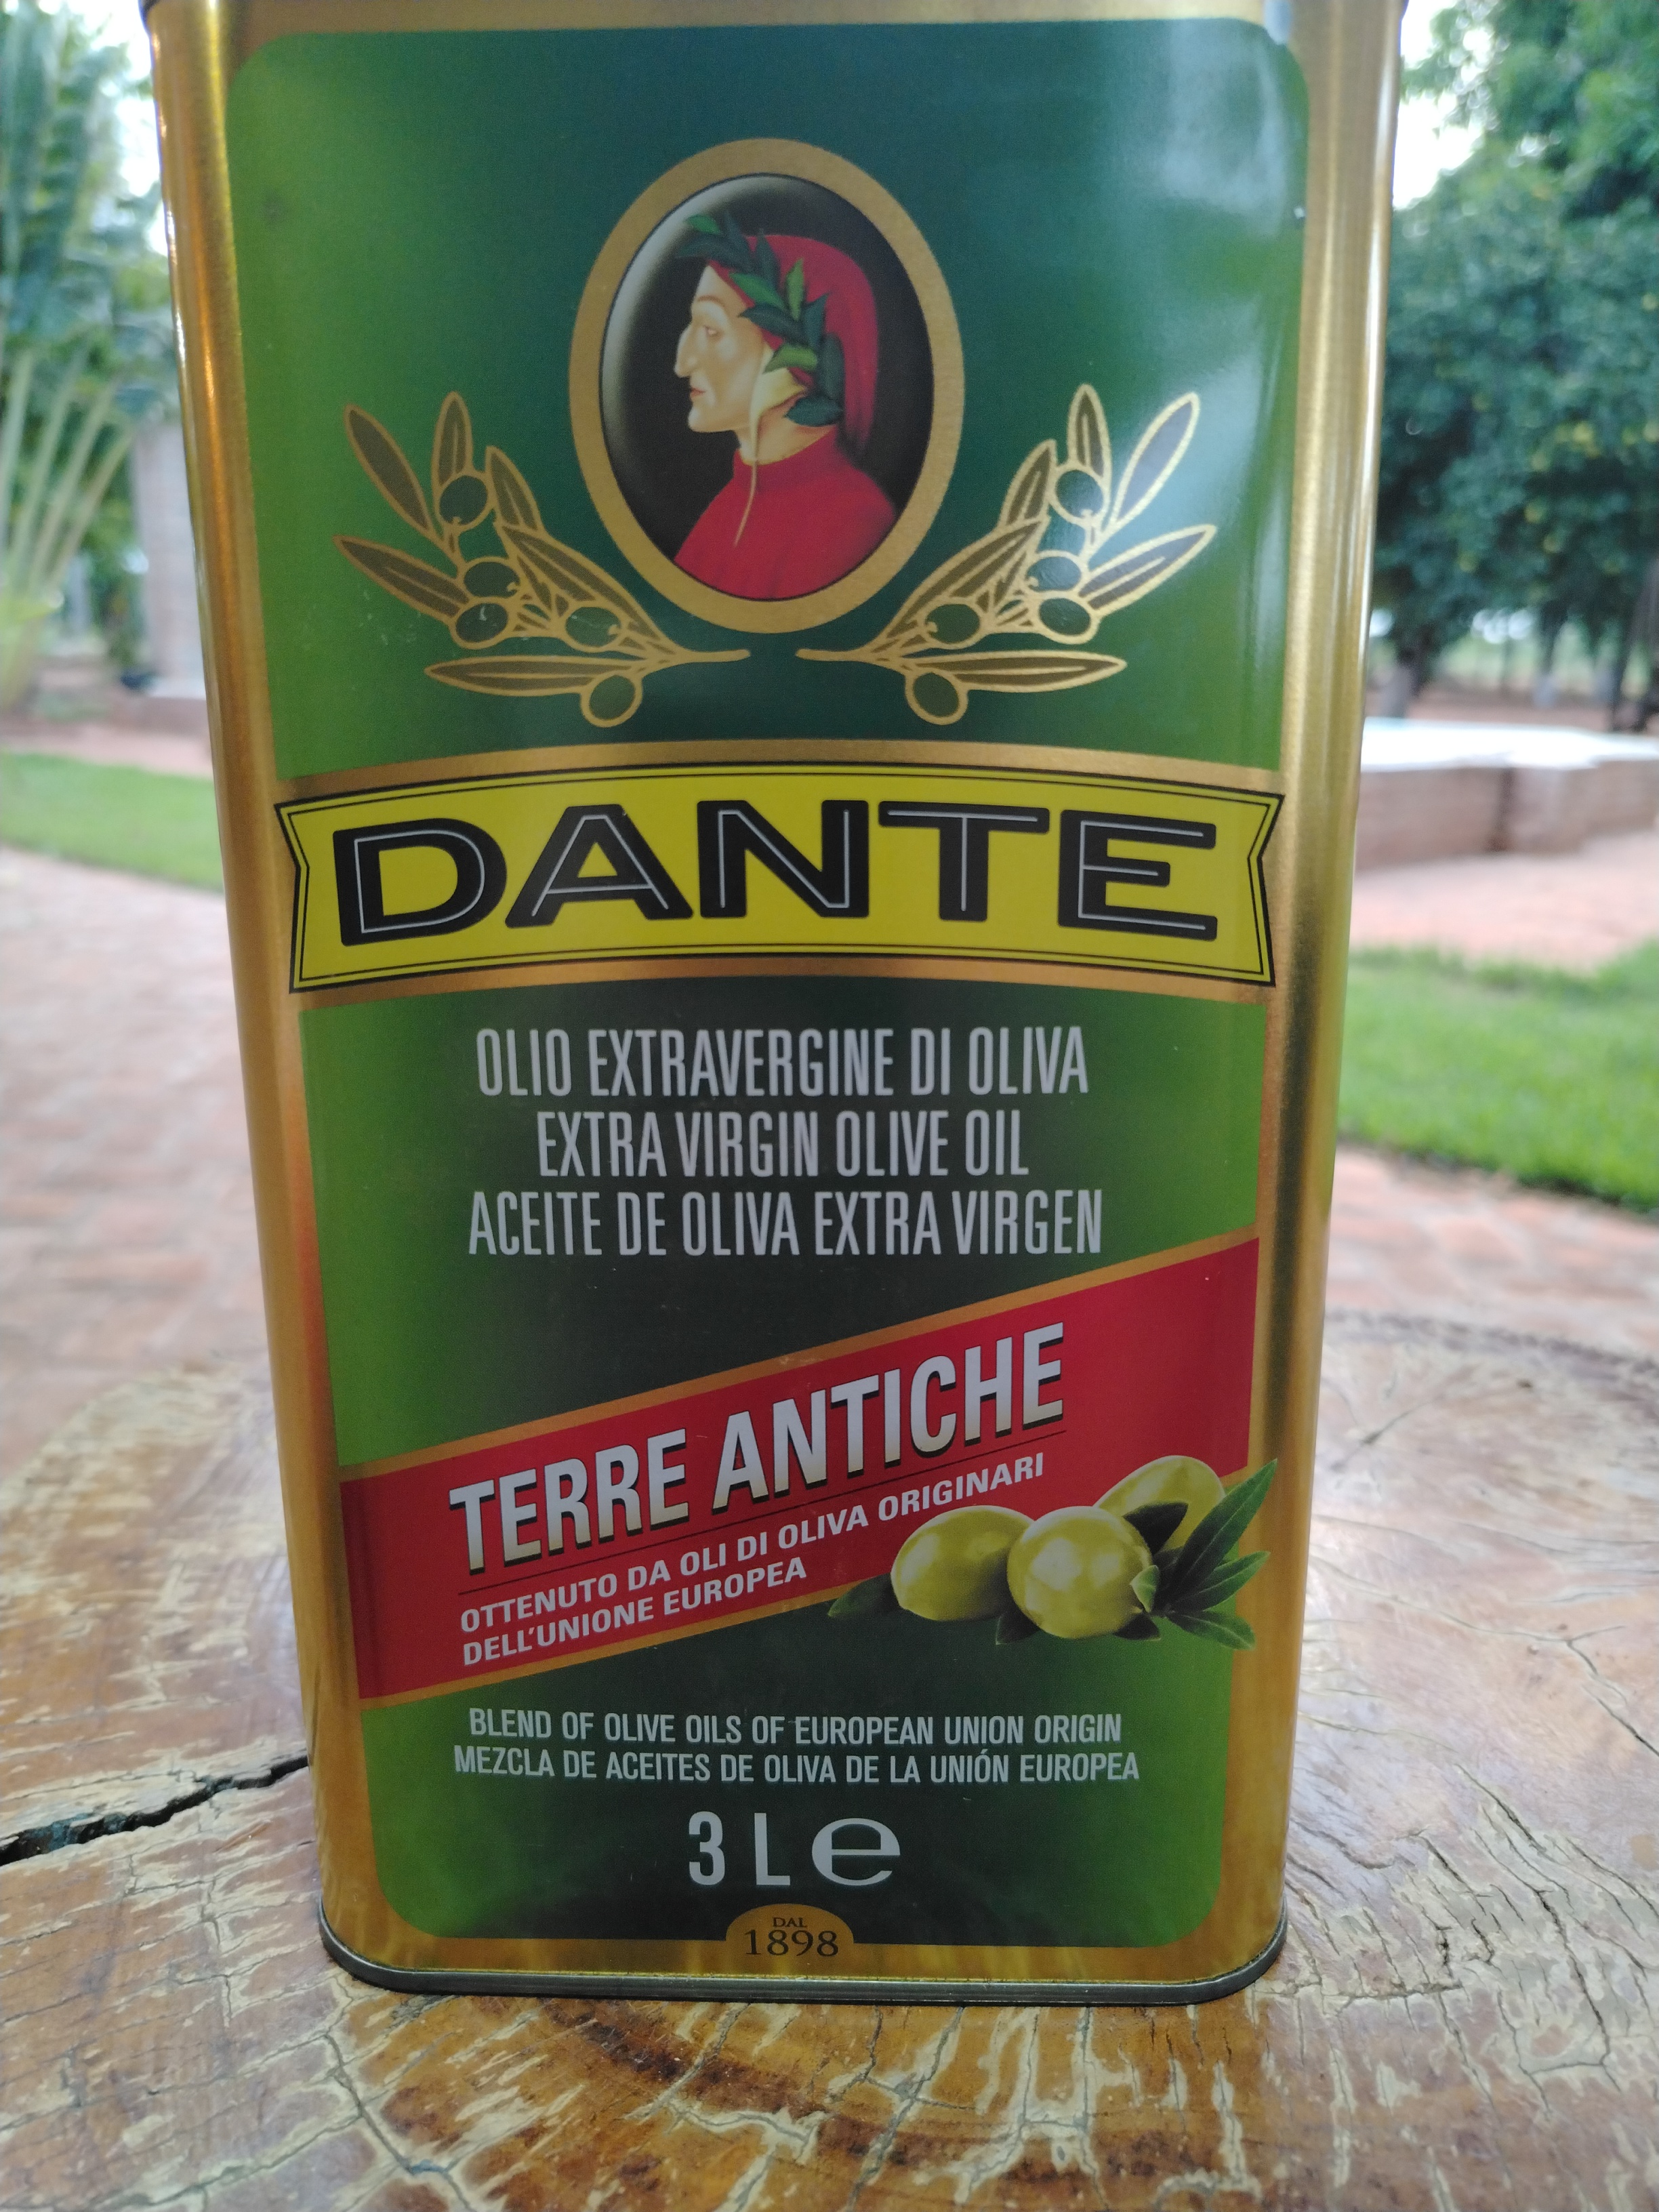 DANTE
OLIO EXTRAVERGINE DI OLIVA
EXTRA VIRGIN OLIVE OIL
ACEITE DE OLIVA EXTRA VIRGEN
TERRE ANTICHE
OTTENUTO DA OLI DI OLIVA ORIGINARI
DELL'UNIONE EUROPEA
BLEND OF OLIVE OILS OF EUROPEAN UNION ORIGIN
MEZCLA DE ACEITES DE OLIVA DE LA UNIÓN EUROPEA
3 L e
DAL
1898